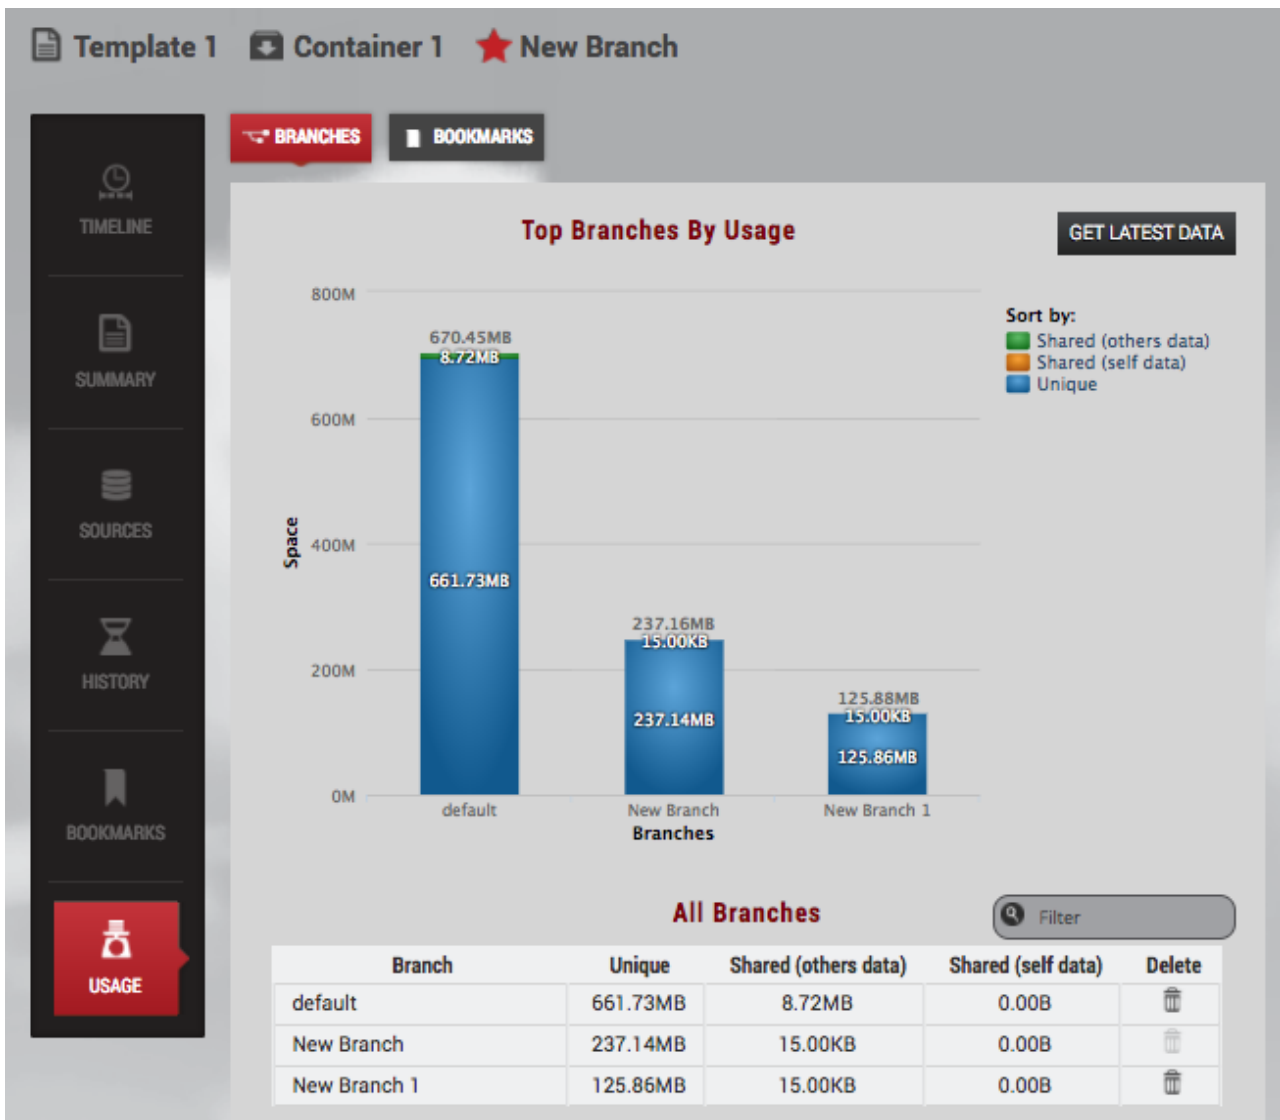 Template 1 Container 1 New Branch
BRANCHES BOOKMARKS
TIMELINE
SUMMARY
SOURCES
HISTORY
BOOKMARKS
USAGE
Top Branches By Usage
GET LATEST DATA
Sort by:
Shared (others data)
Shared (self data)
Unique
Space
800M
600M
400M
200M
0M
670.45MB
8.72MB
661.73MB
237.16MB
15.00KB
237.14MB
125.88MB
15.00KB
125.86MB
default New Branch New Branch 1
Branches
All Branches
Filter
Branch Unique Shared (others data) Shared (self data) Delete
default 661.73MB 8.72MB 0.00B
New Branch 237.14MB 15.00KB 0.00B
New Branch 1 125.86MB 15.00KB 0.00B